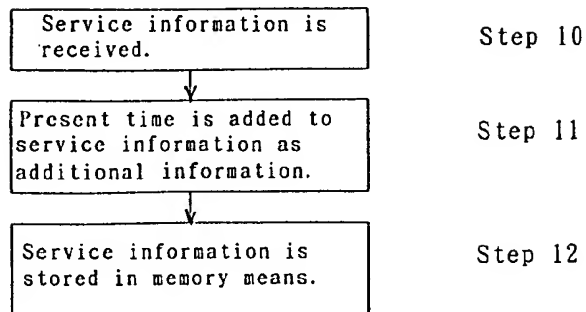 Service information is
received.
Step 10
Present time is added to
service information as
additional information.
Step 11
Service information is
stored in memory means.
Step 12